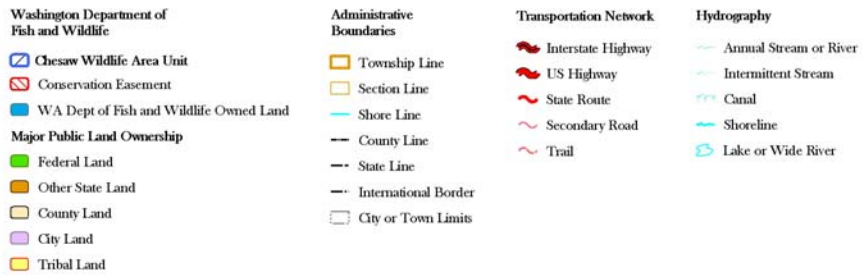 Washington Department of
Fish and Wildlife
Chesaw Wildlife Area Unit
Conservation Easement
WA Dept of Fish and Wildlife Owned Land
Major Public Land Ownership
Federal Land
Other State Land
County Land
City Land
Tribal Land
Administrative
Boundaries
Township Line
Section Line
Shore Line
County Line
State Line
International Border
City or Town Limits
Transportation Network
Interstate Highway
US Highway
State Route
Secondary Road
Trail
Hydrography
Annual Stream or River
Intermittent Stream
Canal
Shoreline
Lake or Wide River